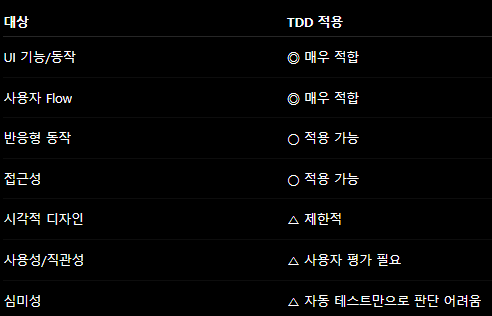 대상 TDD 적용
UI 기능/동작 ◎ 매우 적합
사용자 Flow ◎ 매우 적합
반응형 동작 ○ 적용 가능
접근성 ○ 적용 가능
시각적 디자인 △ 제한적
사용성/직관성 △ 사용자 평가 필요
심미성 △ 자동 테스트만으로 판단 어려움